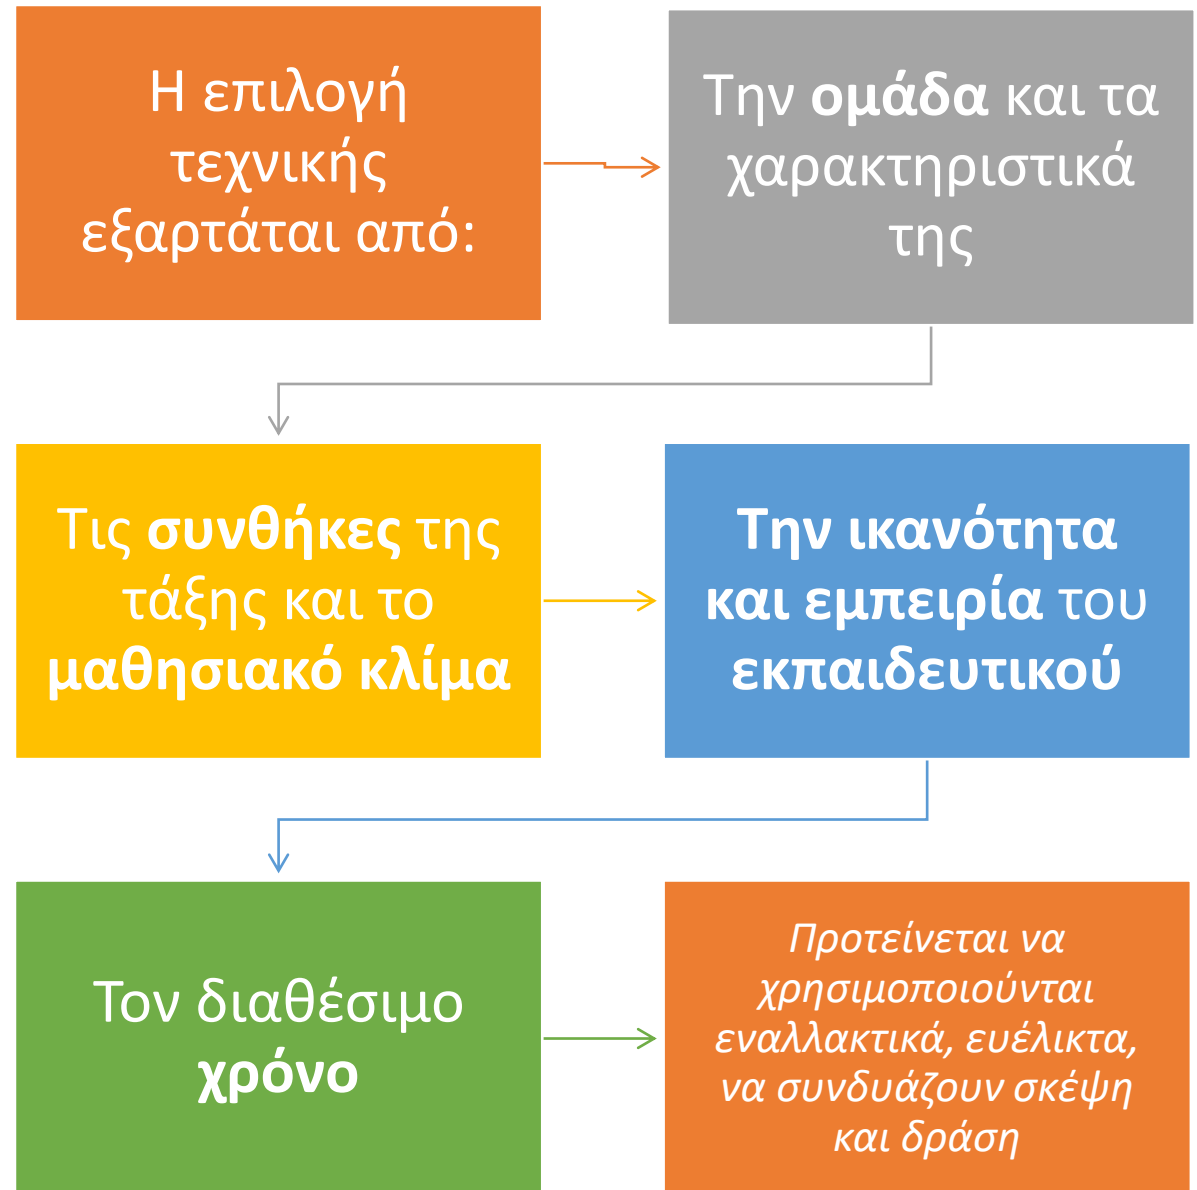 Η επιλογή
τεχνικής
εξαρτάται από:
Την ομάδα και τα
χαρακτηριστικά
της
Τις συνθήκες της
τάξης και το
μαθησιακό κλίμα
Την ικανότητα
και εμπειρία του
εκπαιδευτικού
Τον διαθέσιμο
χρόνο
Προτείνεται να
χρησιμοποιούνται
εναλλακτικά, ευέλικτα,
να συνδυάζουν σκέψη
και δράση